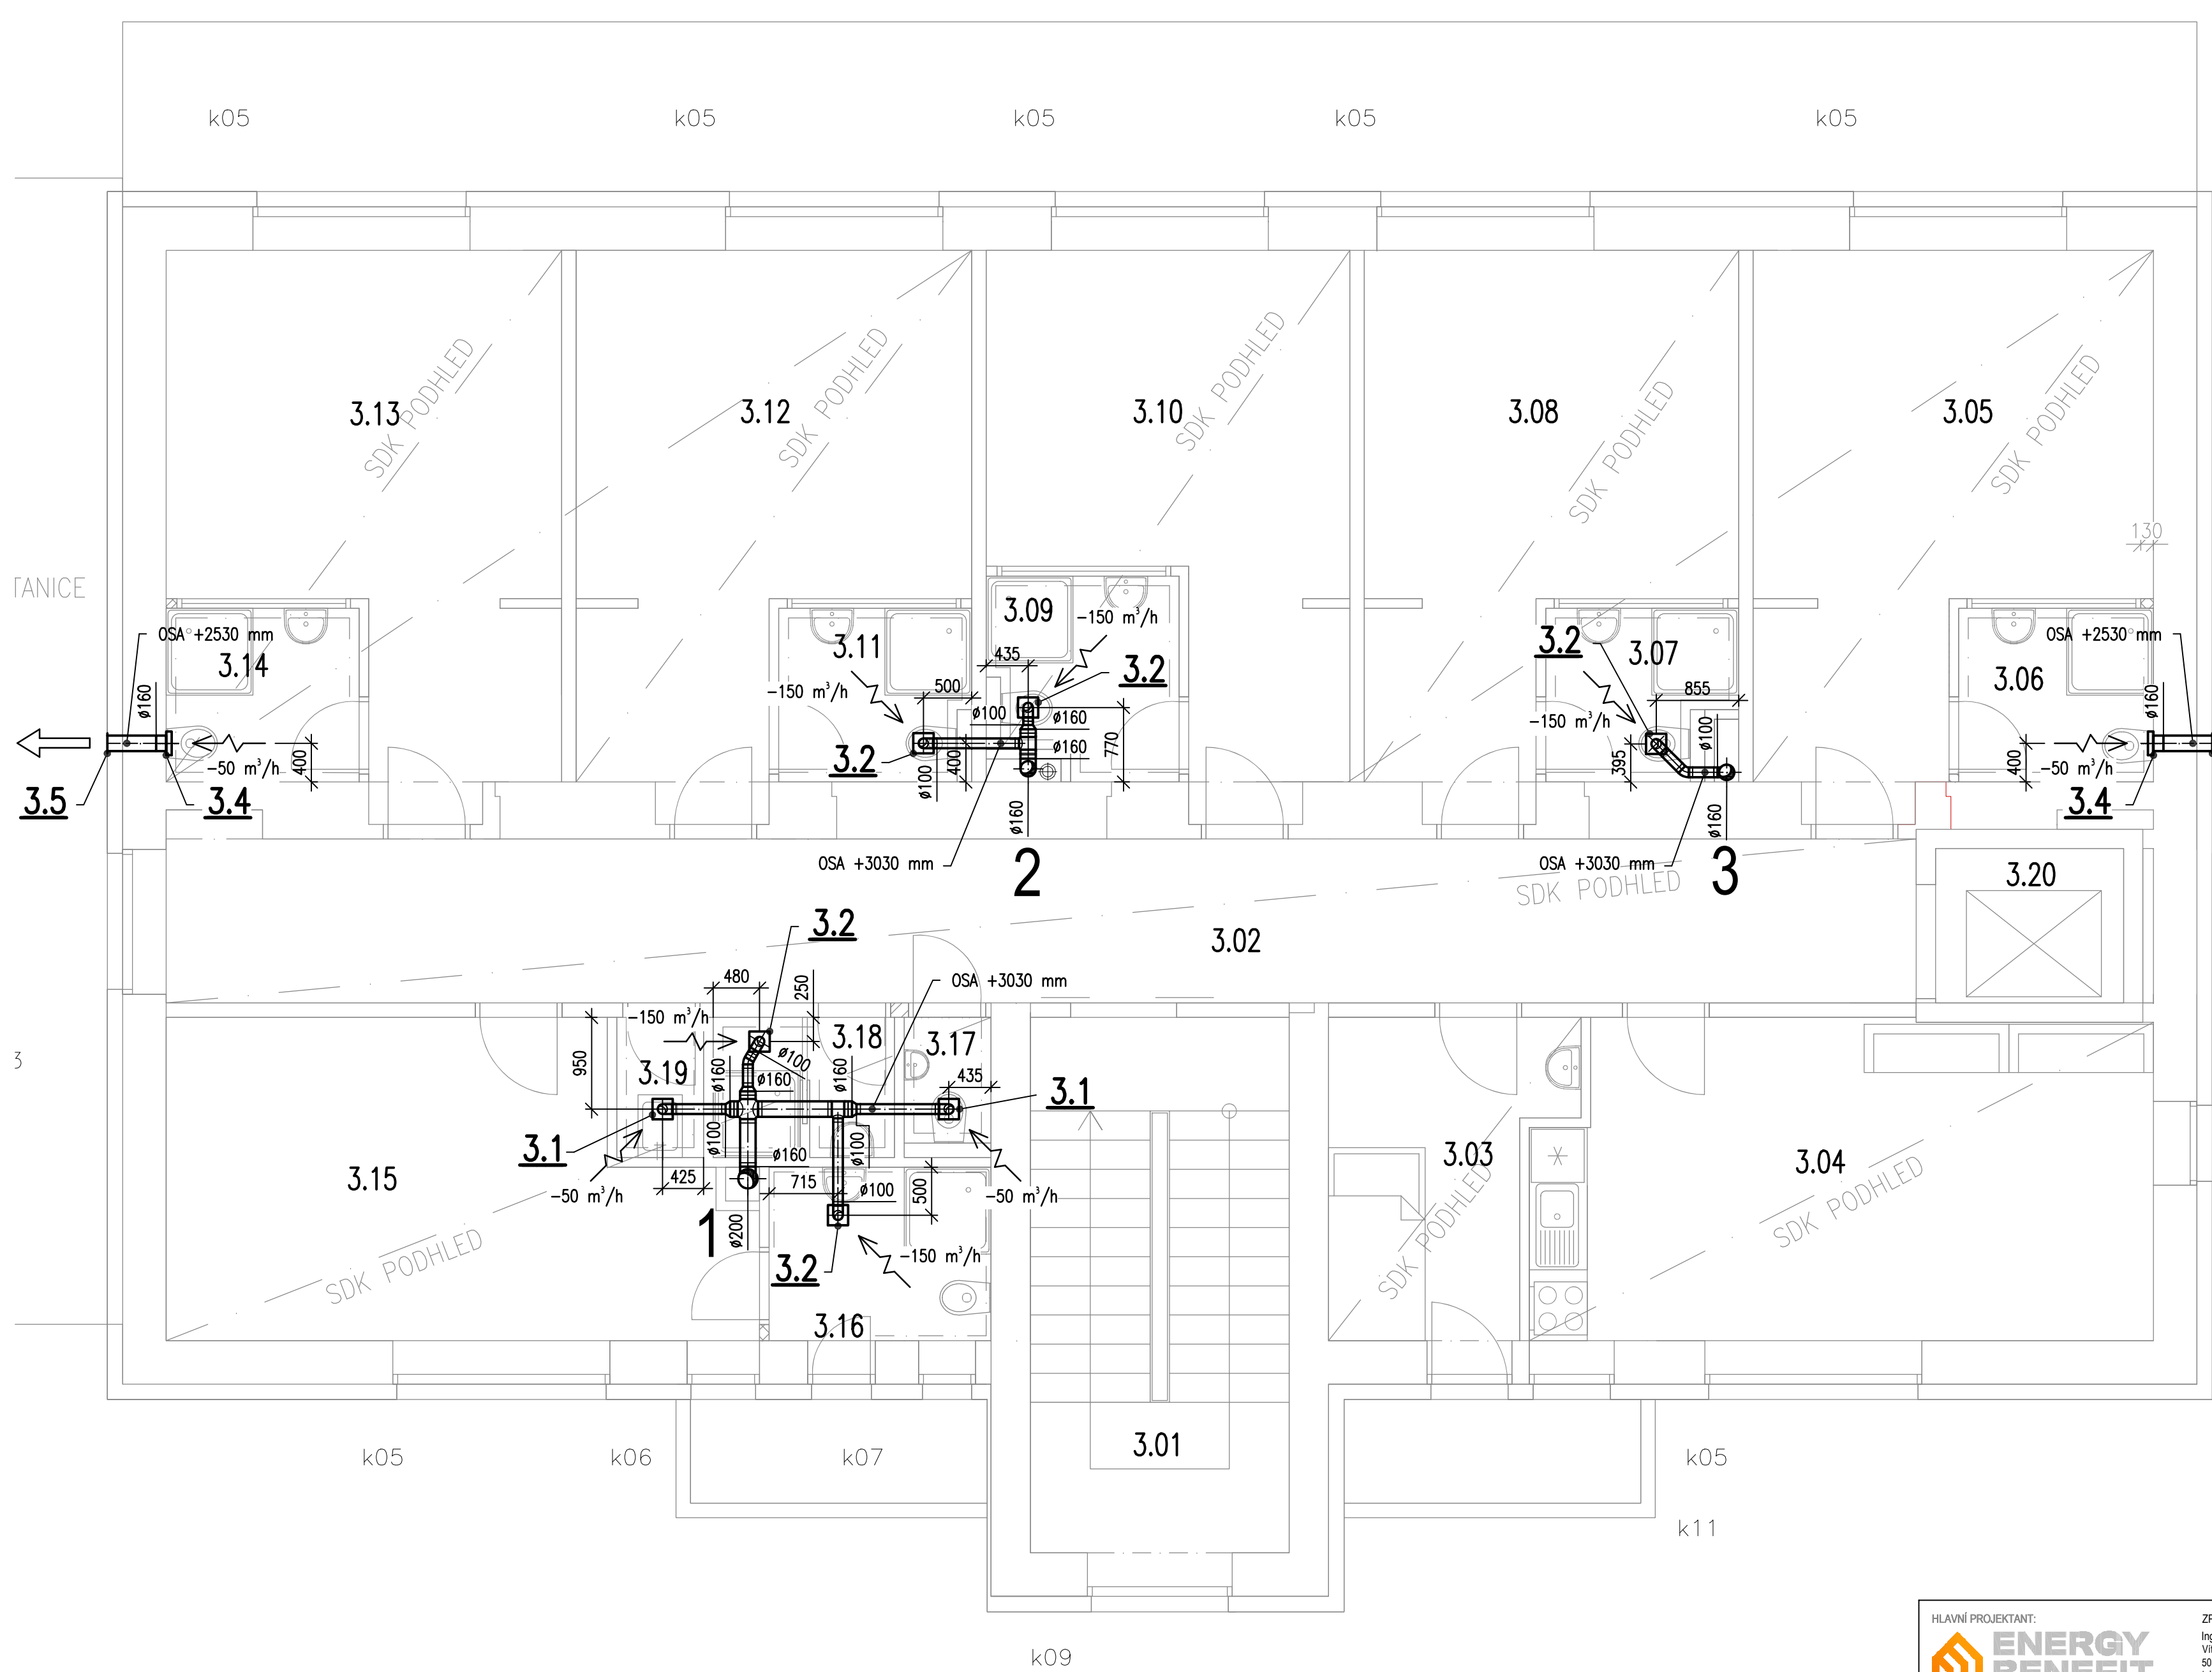 k05
k05
k05
k05
k05
3.13
3.12
3.10
3.08
3.05
SDK PODHLED
SDK PODHLED
SDK PODHLED
SDK PODHLED
SDK PODHLED
130
TANICE
OSA +2530 mm
3.14
ø160
-50 m³/h
400
3.5
3.4
3.11
-150 m³/h
500
3.2
ø100
400
ø100
3.09
-150 m³/h
435
3.2
ø160
ø160
770
ø160
OSA +3030 mm
2
3.2
3.07
-150 m³/h
855
ø100
395
ø160
OSA +3030 mm
3
3.06
OSA +2530 mm
ø160
400
-50 m³/h
3.4
SDK PODHLED
3.20
3.02
3.2
480
250
OSA +3030 mm
-150 m³/h
3.18
3.17
950
3.19
ø160
ø100
ø160
ø160
435
3.1
3.1
ø100
ø160
ø100
-50 m³/h
425
715
ø100
500
-50 m³/h
1
ø200
-150 m³/h
3.2
3.15
SDK PODHLED
3.16
3.03
SDK PODHLED
3.04
SDK PODHLED
3
3.01
k05
k06
k07
k05
k11
k09
HLAVNÍ PROJEKTANT:
ENERGY
BENEFIT